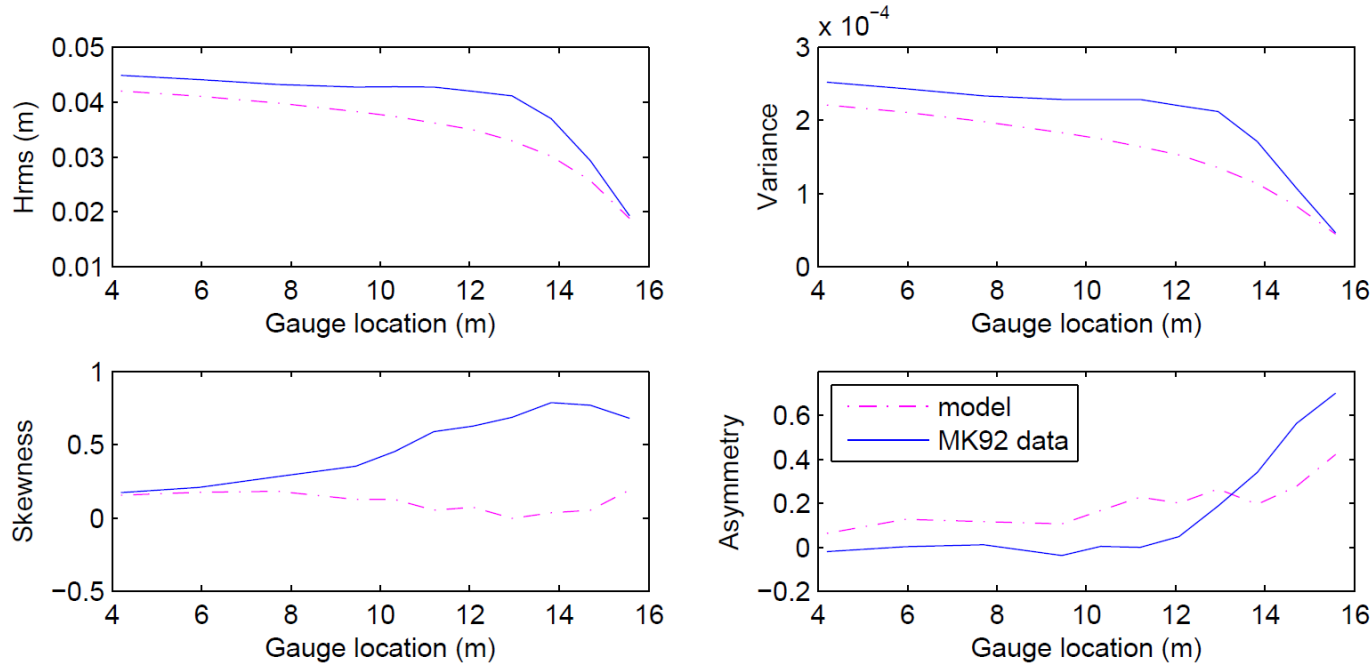 x 10⁻⁴
0.05
0.04
0.03
0.02
0.01
Hrms (m)
4 6 8 10 12 14 16
Gauge location (m)
3
2
1
0
Variance
4 6 8 10 12 14 16
Gauge location (m)
1
0.5
0
−0.5
Skewness
4 6 8 10 12 14 16
Gauge location (m)
0.6
0.4
0.2
0
−0.2
Asymmetry
model
MK92 data
4 6 8 10 12 14 16
Gauge location (m)